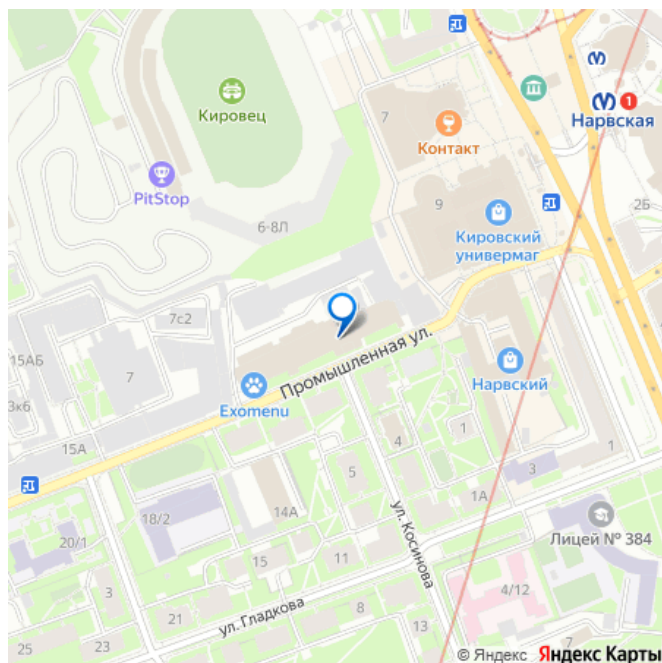 Кировец
7
Контакт
1
Нарвская
PitStop
6-8Л
9
2Б
Кировский
универмаг
7с2
15АБ
7
Промышленная ул.
3к6
Exomenu
Нарвский
15А
4
1
1
5
3
18/2
14А
1А
ул. Косинова
Лицей № 384
20/1
15
11
4/12
3
21
ул. Гладкова
8
7
25
23
© Яндекс Яндекс Карты